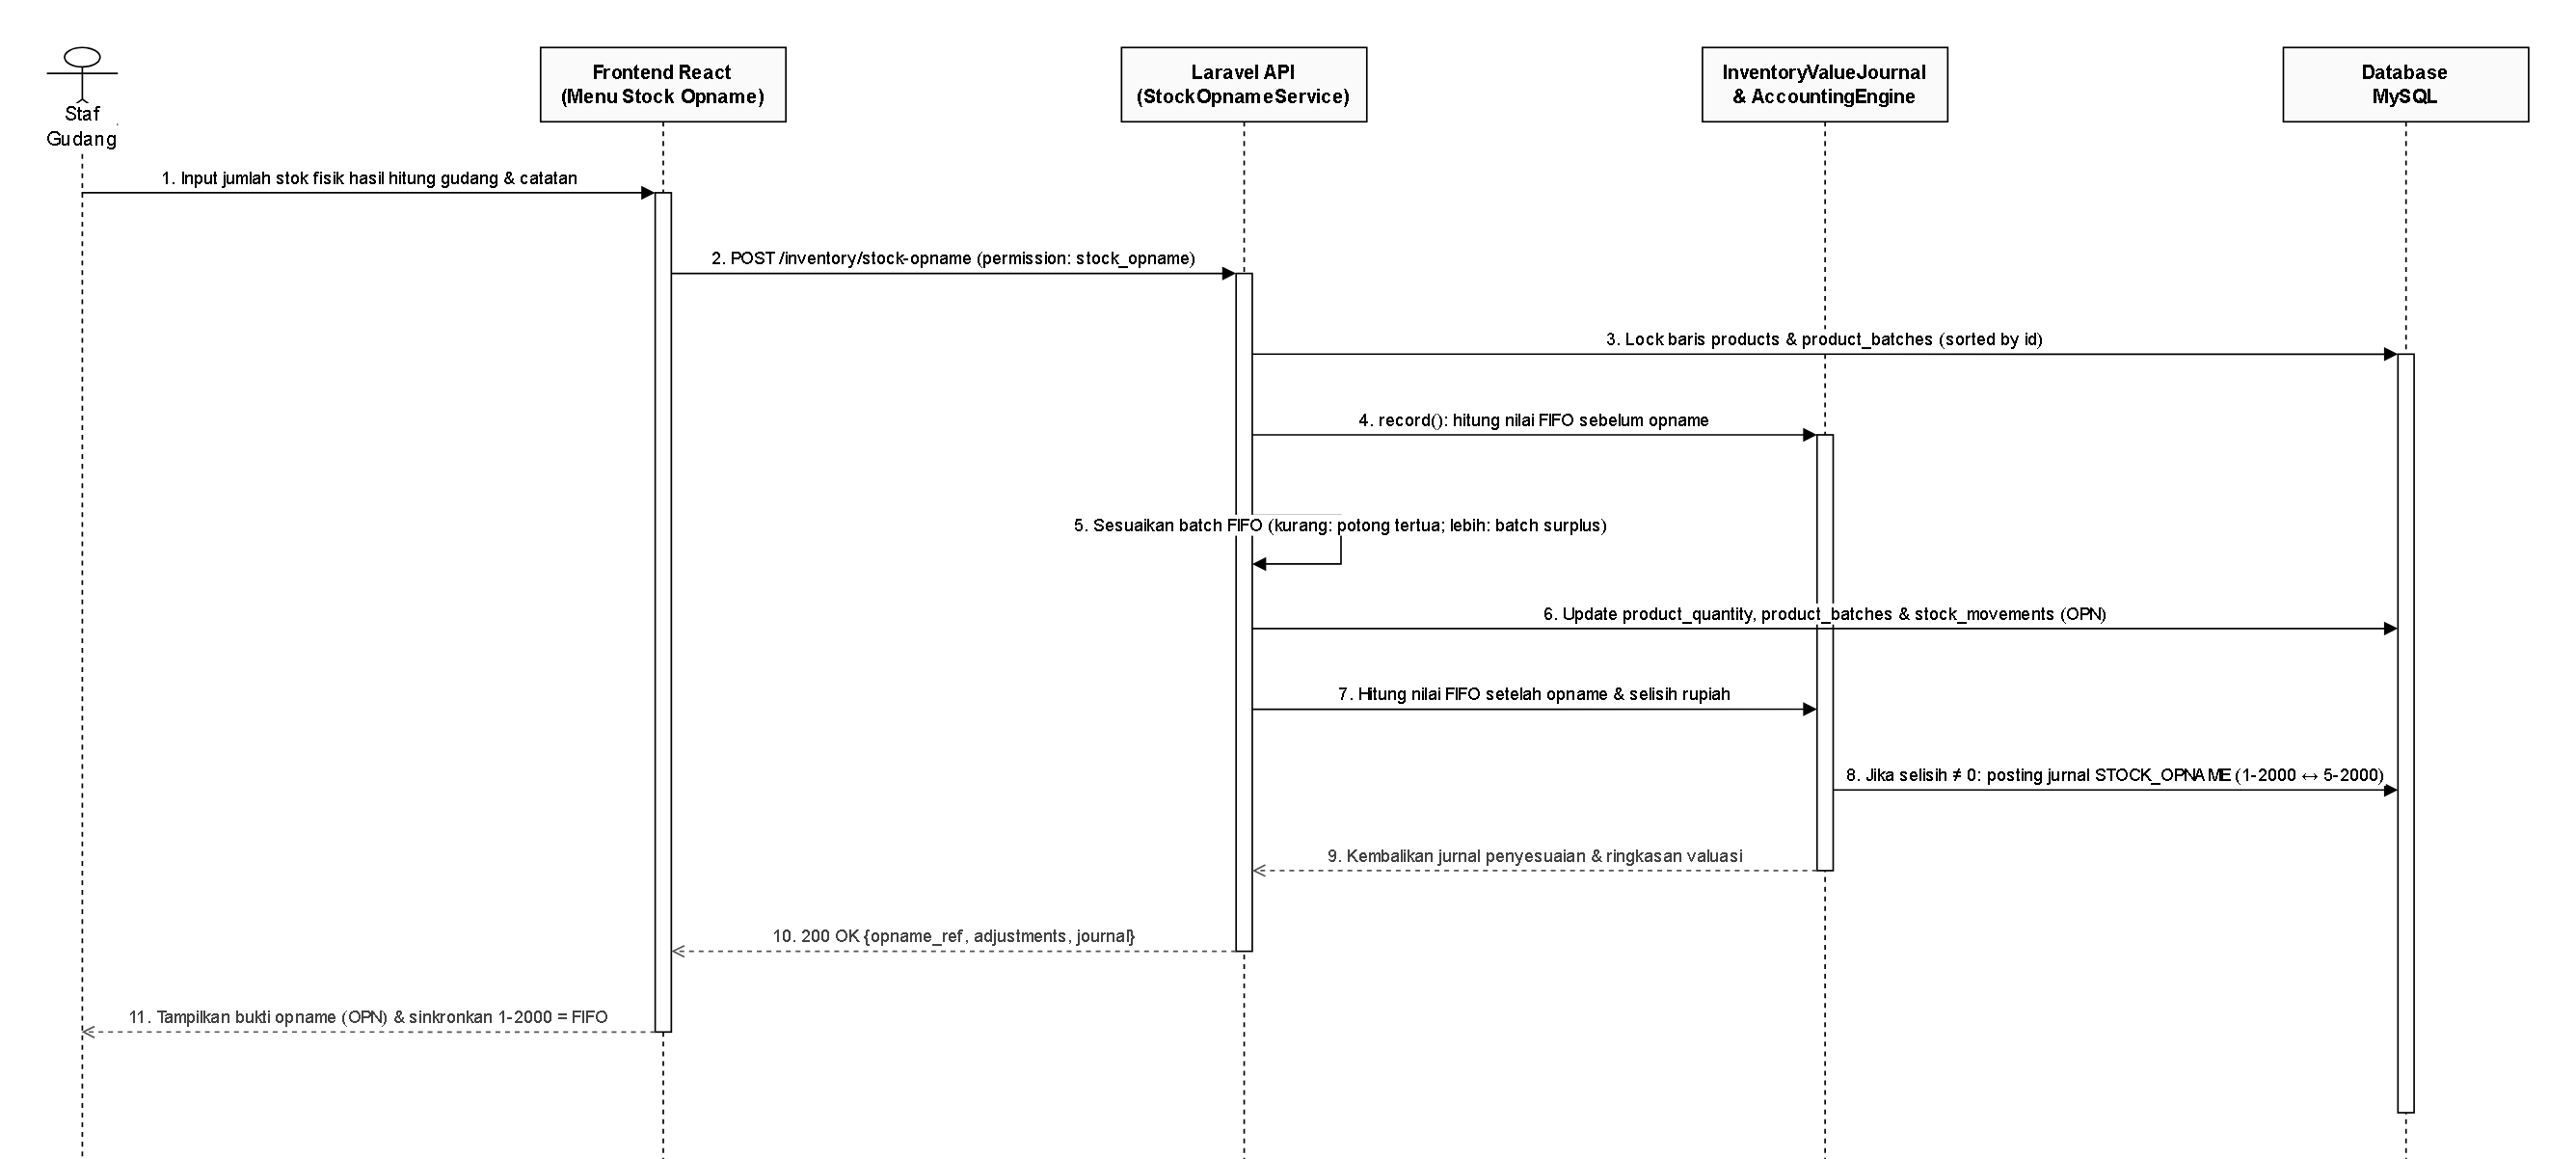 Frontend React
(Menu Stock Opname)
Laravel API
(StockOpnameService)
InventoryValueJournal
& AccountingEngine
Database
MySQL
Staf
Gudang
1. Input jumlah stok fisik hasil hitung gudang & catatan
2. POST /inventory/stock-opname (permission: stock_opname)
3. Lock baris products & product_batches (sorted by id)
4. record(): hitung nilai FIFO sebelum opname
5. Sesuaikan batch FIFO (kurang: potong tertua; lebih: batch surplus)
6. Update product_quantity, product_batches & stock_movements (OPN)
7. Hitung nilai FIFO setelah opname & selisih rupiah
8. Jika selisih ≠ 0: posting jurnal STOCK_OPNAME (1-2000 ↔ 5-2000)
9. Kembalikan jurnal penyesuaian & ringkasan valuasi
10. 200 OK {opname_ref, adjustments, journal}
11. Tampilkan bukti opname (OPN) & sinkronkan 1-2000 = FIFO